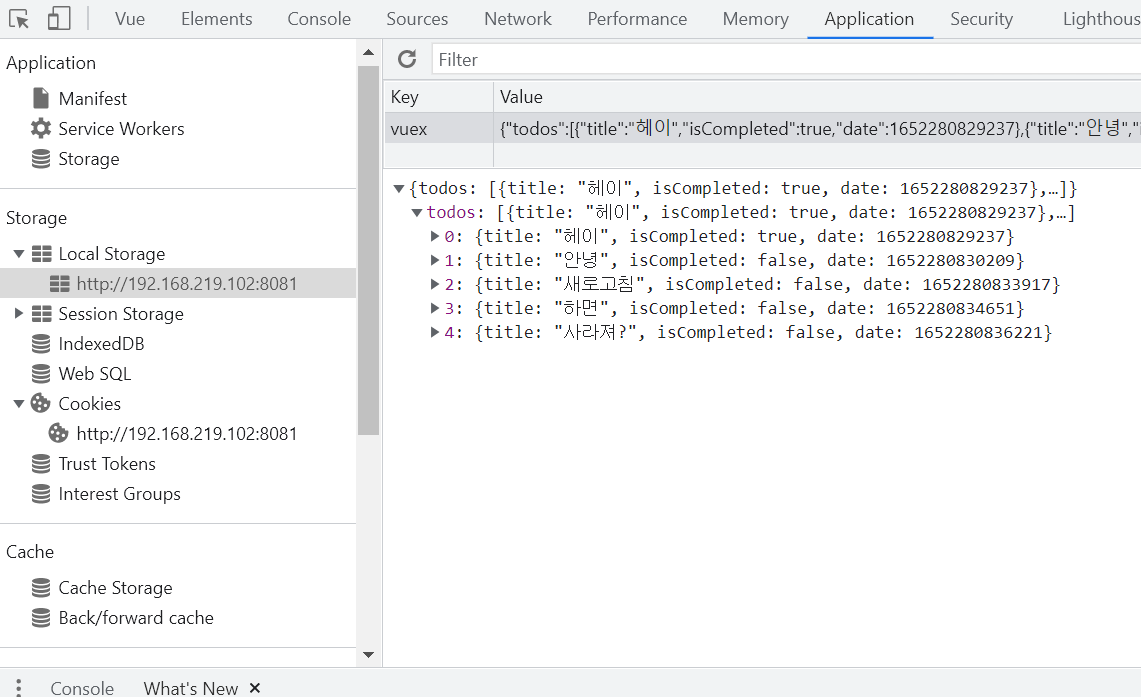 Vue Elements Console Sources Network Performance Memory Application Security Lighthous
Application
Manifest
Service Workers
Storage
Storage
Local Storage
http://192.168.219.102:8081
Session Storage
IndexedDB
Web SQL
Cookies
http://192.168.219.102:8081
Trust Tokens
Interest Groups
Cache
Cache Storage
Back/forward cache
Filter
Key Value
vuex {"todos":[{"title":"헤이","isCompleted":true,"date":1652280829237},{"title":"안녕","
{todos: [{title: "헤이", isCompleted: true, date: 1652280829237},…]}
todos: [{title: "헤이", isCompleted: true, date: 1652280829237},…]
0: {title: "헤이", isCompleted: true, date: 1652280829237}
1: {title: "안녕", isCompleted: false, date: 1652280830209}
2: {title: "새로고침", isCompleted: false, date: 1652280833917}
3: {title: "하면", isCompleted: false, date: 1652280834651}
4: {title: "사라져?", isCompleted: false, date: 1652280836221}
Console What's New ×